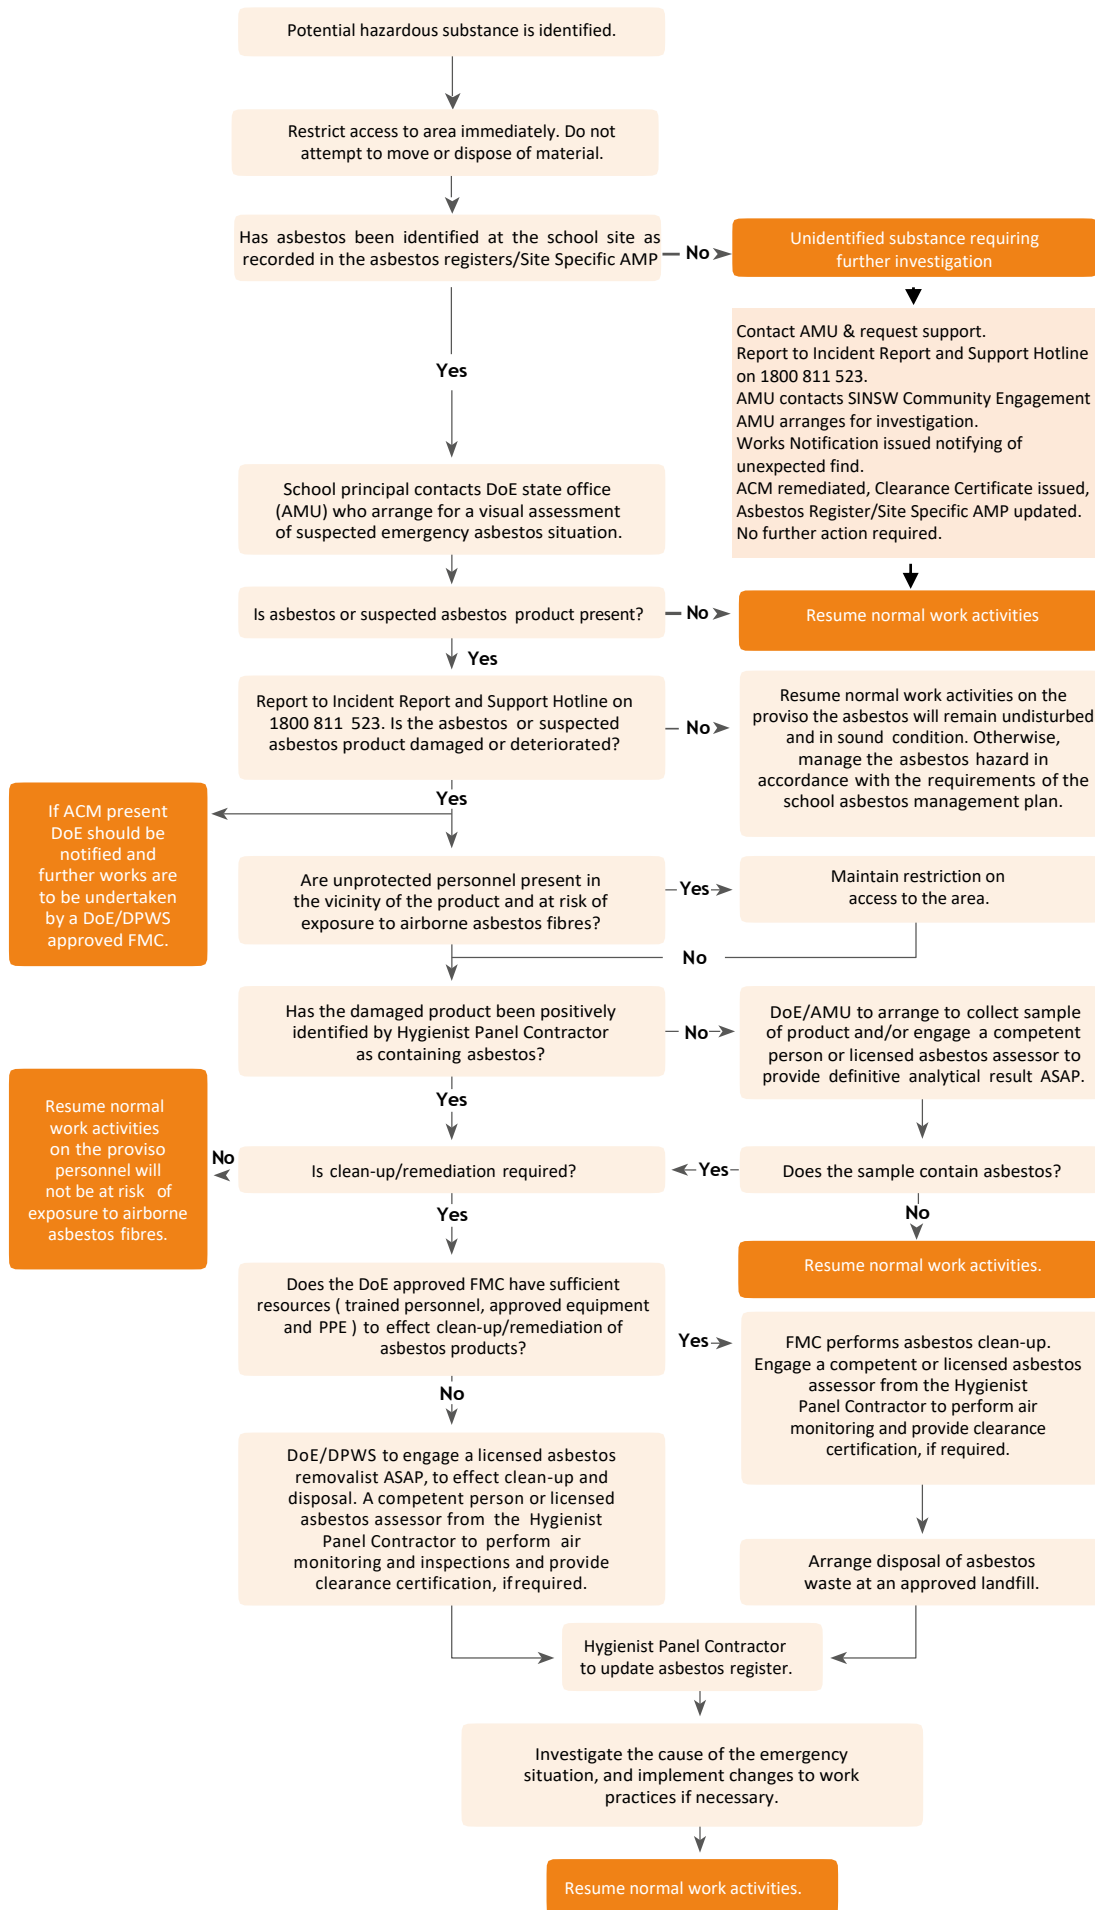 Potential hazardous substance is identified.
Restrict access to area immediately. Do not
attempt to move or dispose of material.
Has asbestos been identified at the school site as
recorded in the asbestos registers/Site Specific AMP
No
Unidentified substance requiring
further investigation
Contact AMU & request support.
Report to Incident Report and Support Hotline
on 1800 811 523.
AMU contacts SINSW Community Engagement
AMU arranges for investigation.
Works Notification issued notifying of
unexpected find.
ACM remediated, Clearance Certificate issued,
Asbestos Register/Site Specific AMP updated.
No further action required.
Yes
School principal contacts DoE state office
(AMU) who arrange for a visual assessment
of suspected emergency asbestos situation.
Is asbestos or suspected asbestos product present?
No
Resume normal work activities
Yes
Report to Incident Report and Support Hotline on
1800 811 523. Is the asbestos or suspected
asbestos product damaged or deteriorated?
No
Resume normal work activities on the
proviso the asbestos will remain undisturbed
and in sound condition. Otherwise,
manage the asbestos hazard in
accordance with the requirements of the
school asbestos management plan.
Yes
If ACM present
DoE should be
notified and
further works are
to be undertaken
by a DoE/DPWS
approved FMC.
Are unprotected personnel present in
the vicinity of the product and at risk of
exposure to airborne asbestos fibres?
Yes
Maintain restriction on
access to the area.
No
Has the damaged product been positively
identified by Hygienist Panel Contractor
as containing asbestos?
No
DoE/AMU to arrange to collect sample
of product and/or engage a competent
person or licensed asbestos assessor to
provide definitive analytical result ASAP.
Yes
Resume normal
work activities
on the proviso
personnel will
not be at risk of
exposure to airborne
asbestos fibres.
No
Is clean-up/remediation required?
Yes
Does the sample contain asbestos?
Yes
No
Resume normal work activities.
Does the DoE approved FMC have sufficient
resources ( trained personnel, approved equipment
and PPE ) to effect clean-up/remediation of
asbestos products?
Yes
FMC performs asbestos clean-up.
Engage a competent or licensed asbestos
assessor from the Hygienist
Panel Contractor to perform air
monitoring and provide clearance
certification, if required.
No
DoE/DPWS to engage a licensed asbestos
removalist ASAP, to effect clean-up and
disposal. A competent person or licensed
asbestos assessor from the Hygienist
Panel Contractor to perform air
monitoring and inspections and provide
clearance certification, if required.
Arrange disposal of asbestos
waste at an approved landfill.
Hygienist Panel Contractor
to update asbestos register.
Investigate the cause of the emergency
situation, and implement changes to work
practices if necessary.
Resume normal work activities.